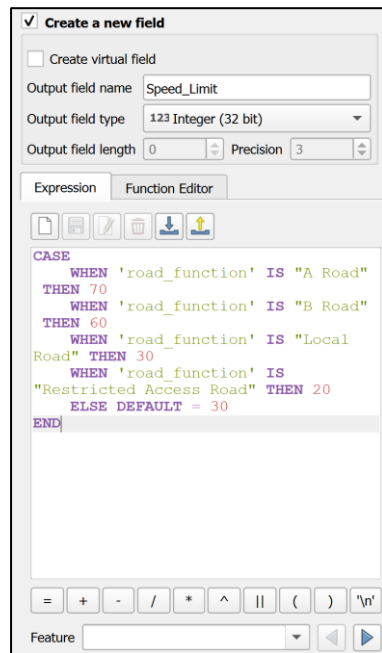 Create a new field
Create virtual field
Output field name Speed_Limit
Output field type 123 Integer (32 bit)
Output field length 0 Precision 3
Expression Function Editor
CASE
WHEN 'road_function' IS "A Road"
THEN 70
WHEN 'road_function' IS "B Road"
THEN 60
WHEN 'road_function' IS "Local
Road" THEN 30
WHEN 'road_function' IS
"Restricted Access Road" THEN 20
ELSE DEFAULT = 30
END
= + - / * ^ || ( ) '\n'
Feature